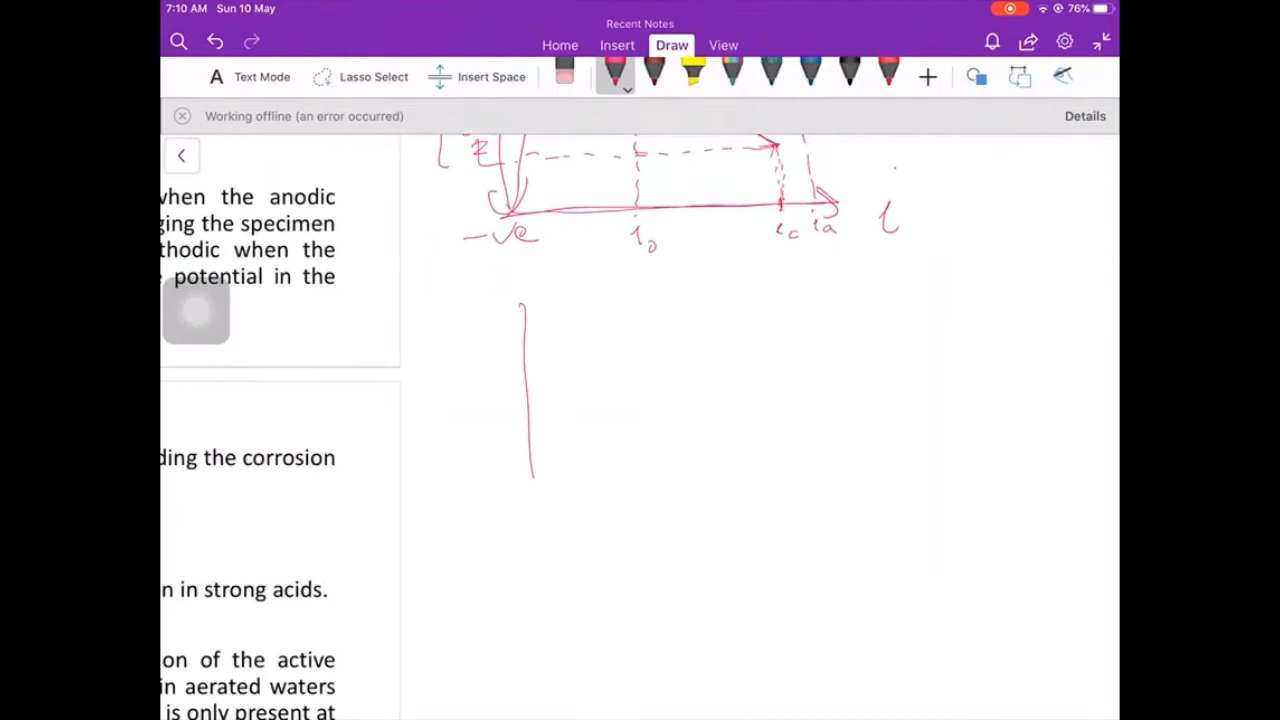 7:10 AM Sun 10 May
76%
Recent Notes
Home Insert Draw View
A Text Mode Lasso Select Insert Space
Working offline (an error occurred) Details
when the anodic
ging the specimen
thodic when the
potential in the
ding the corrosion
n in strong acids.
on of the active
in aerated waters
is only present at
-ve i₀ i꜀ iₐ i